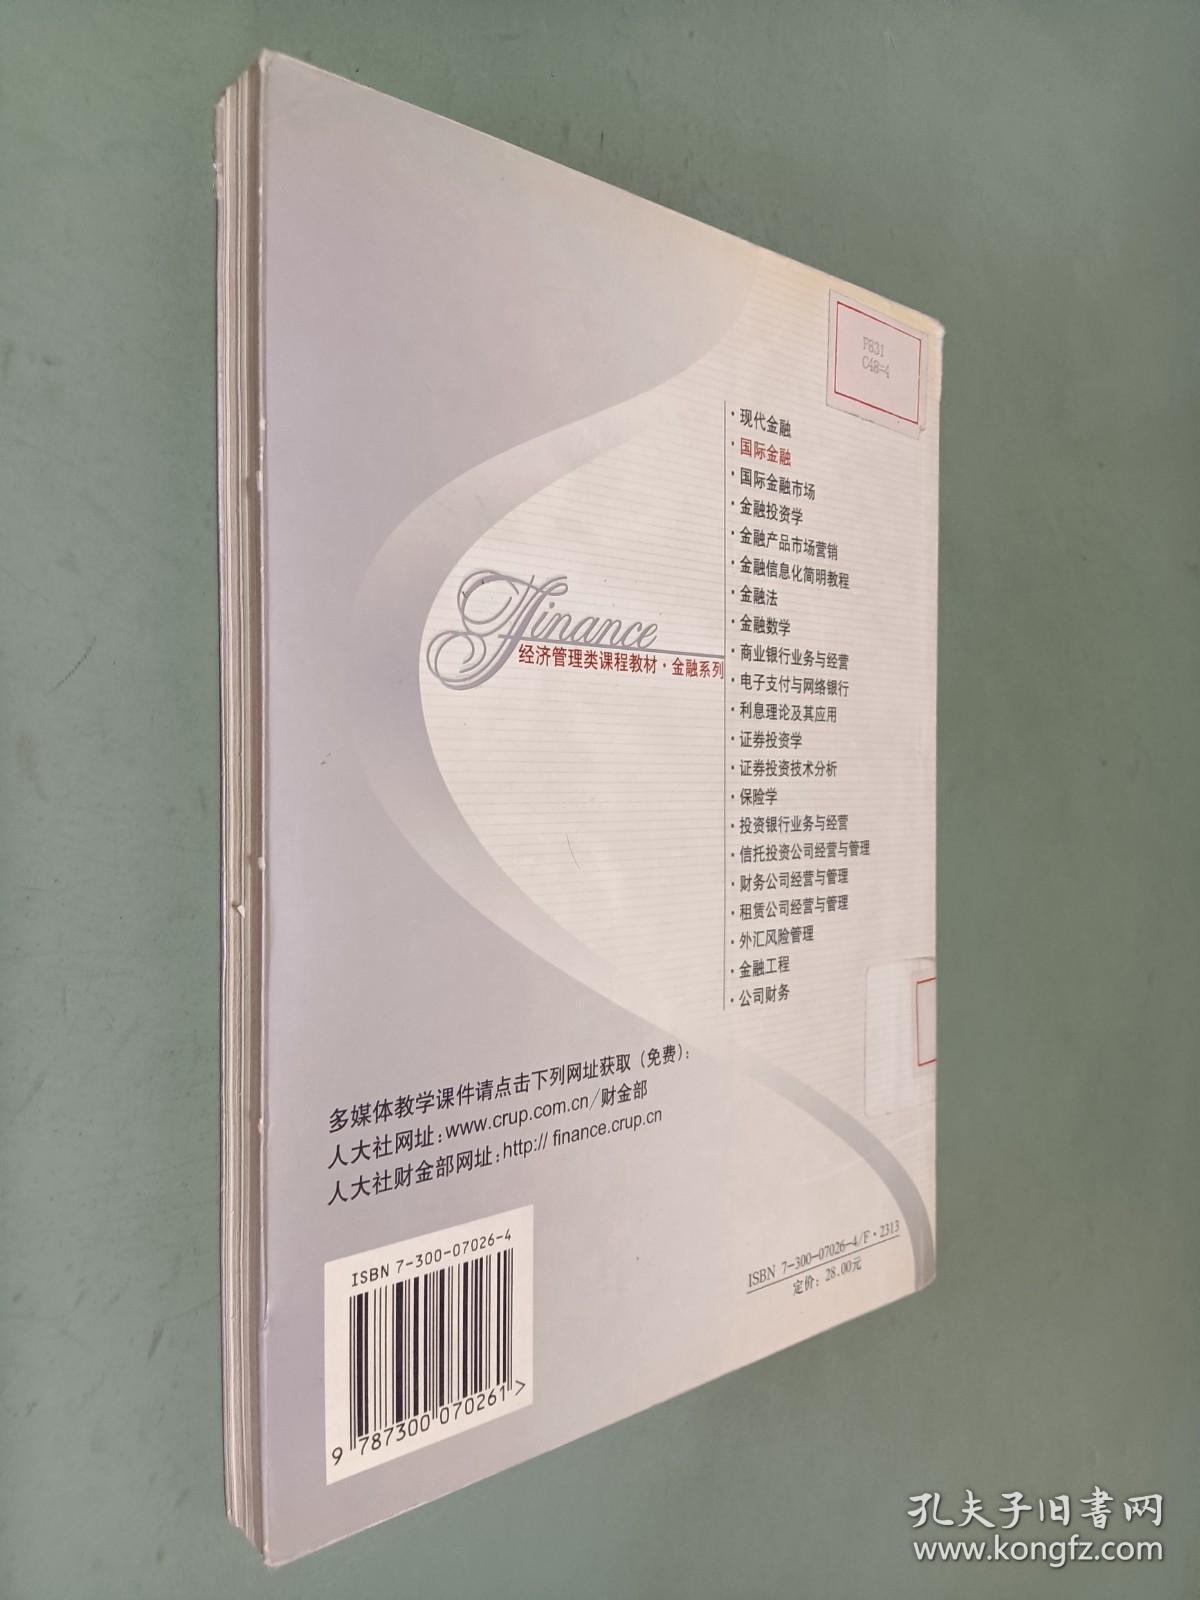 F831
C48=4
·现代金融
·国际金融
·国际金融市场
·金融投资学
·金融产品市场营销
·金融信息化简明教程
·金融法
·金融数学
·商业银行业务与经营
·电子支付与网络银行
·利息理论及其应用
·证券投资学
·证券投资技术分析
·保险学
·投资银行业务与经营
·信托投资公司经营与管理
·财务公司经营与管理
·租赁公司经营与管理
·外汇风险管理
·金融工程
·公司财务
Finance
经济管理类课程教材·金融系列
多媒体教学课件请点击下列网址获取（免费）：
人大社网址：www.crup.com.cn/财金部
人大社财金部网址：http://finance.crup.cn
ISBN 7-300-07026-4
9 787300 070261 >
ISBN 7-300-07026-4/F·2313
定价：28.00元
孔夫子旧书网
www.kongfz.com